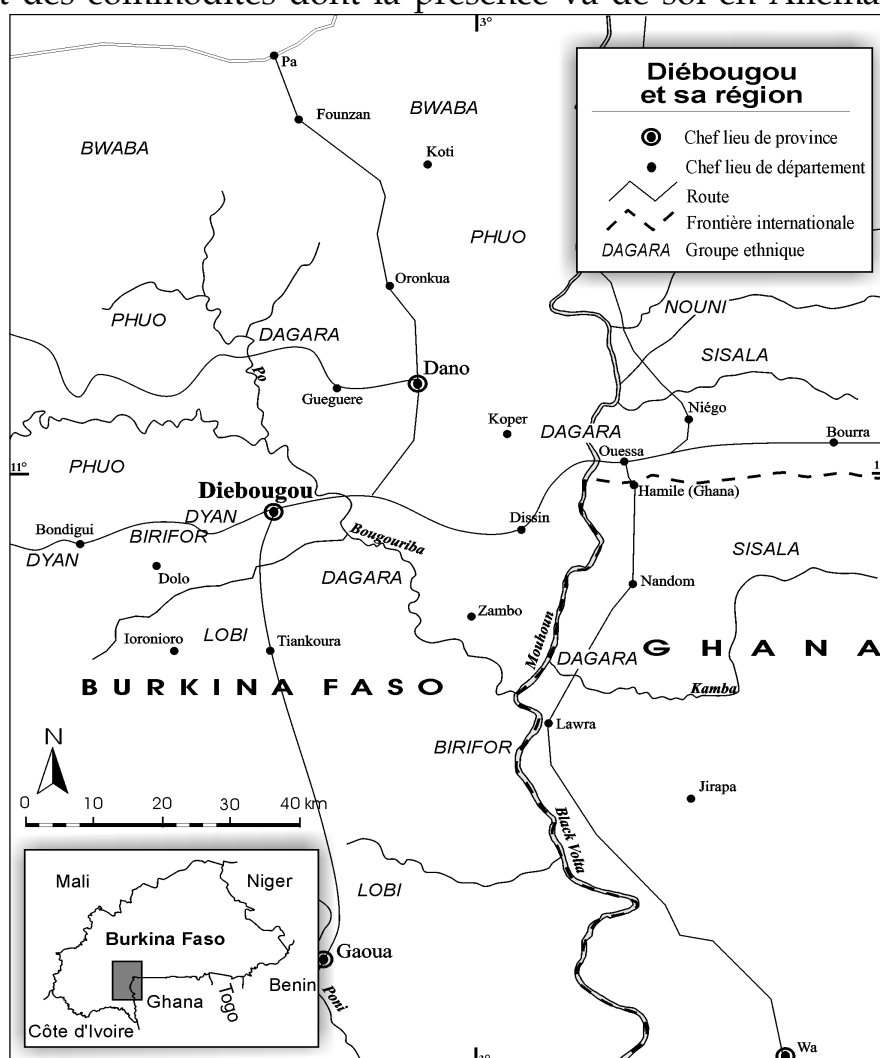 t des commodités dont la présence va de soi en Allema
3°
Diébougou
et sa région
Chef lieu de province
Chef lieu de département
Route
Frontière internationale
DAGARA Groupe ethnique
Pa
Founzan
BWABA
BWABA
Koti
PHUO
Oronkua
NOUNI
PHUO
DAGARA
SISALA
Po
Dano
Gueguere
Niégo
Koper
DAGARA
Bourra
Ouessa
11°
PHUO
1
Diebougou
Hamile (Ghana)
DYAN
Dissin
Bondigui
BIRIFOR
Bougouriba
DYAN
SISALA
Dolo
DAGARA
Nandom
Zambo
Mouhoun
Ioronioro
LOBI
Tiankoura
DAGARA
GHANA
BURKINA FASO
Kamba
Lawra
N
BIRIFOR
Jirapa
0 10 20 30 40 km
Black Volta
Mali
Niger
LOBI
Burkina Faso
Gaoua
Benin
Ghana
Togo
Poni
Côte d'Ivoire
Wa
3°